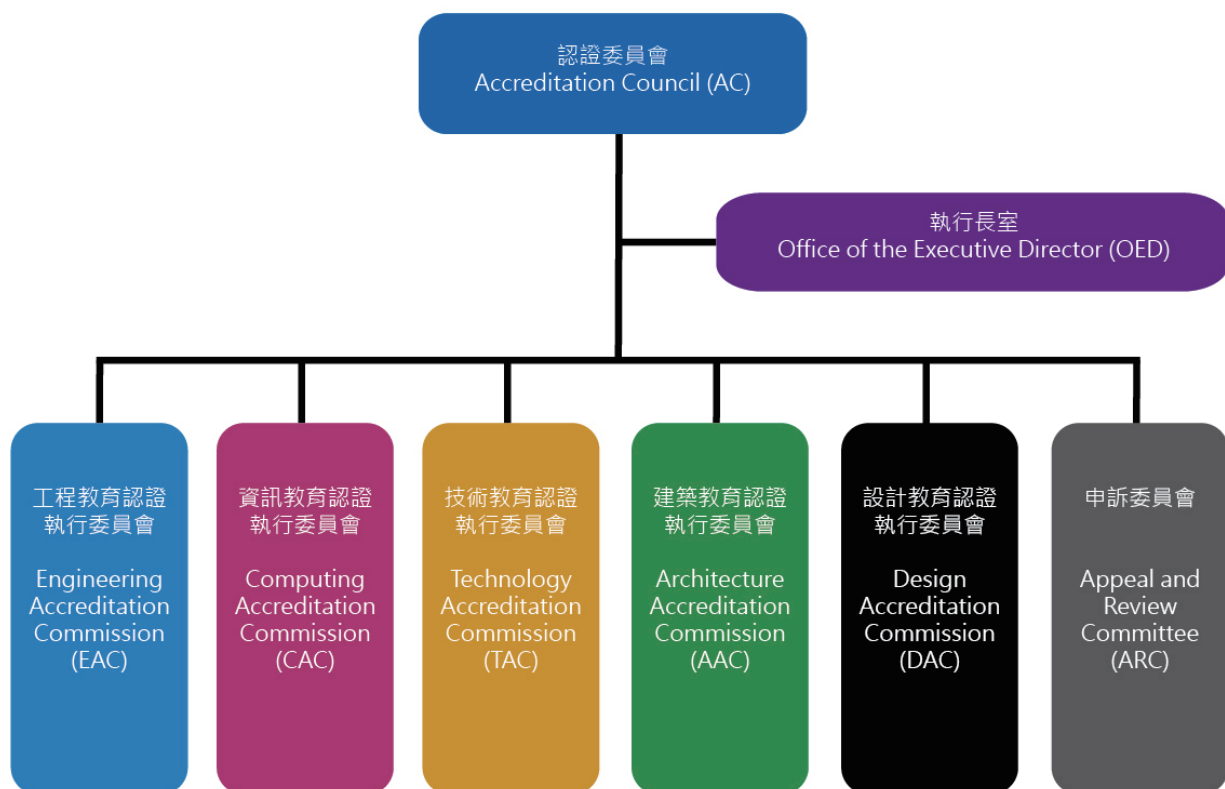 認證委員會
Accreditation Council (AC)
執行長室
Office of the Executive Director (OED)
工程教育認證
執行委員會
Engineering
Accreditation
Commission
(EAC)
資訊教育認證
執行委員會
Computing
Accreditation
Commission
(CAC)
技術教育認證
執行委員會
Technology
Accreditation
Commission
(TAC)
建築教育認證
執行委員會
Architecture
Accreditation
Commission
(AAC)
設計教育認證
執行委員會
Design
Accreditation
Commission
(DAC)
申訴委員會
Appeal and
Review
Committee
(ARC)